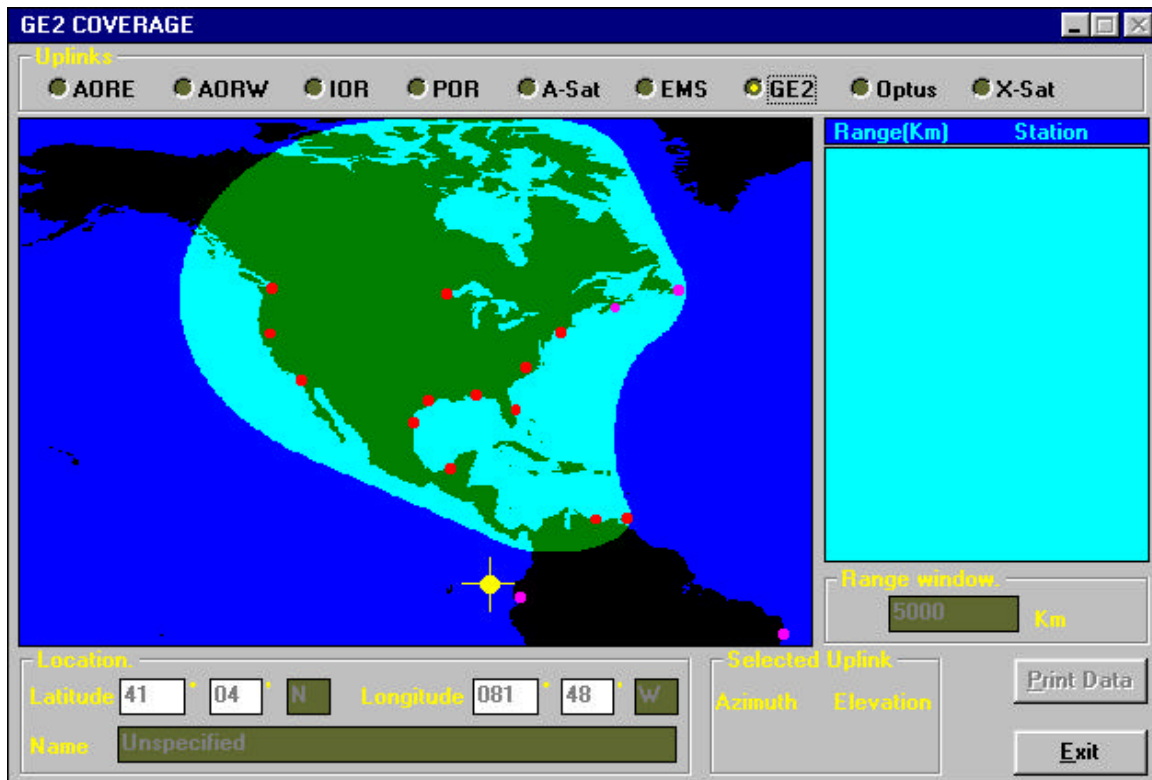 GE2 COVERAGE
Uplinks
AORE AORW IOR POR A-Sat EMS GE2 Optus X-Sat
Range(Km) Station
Range window.
5000 Km
Location.
Latitude 41 ° 04 ' N Longitude 081 ° 48 ' W
Name Unspecified
Selected Uplink
Azimuth Elevation
Print Data
Exit